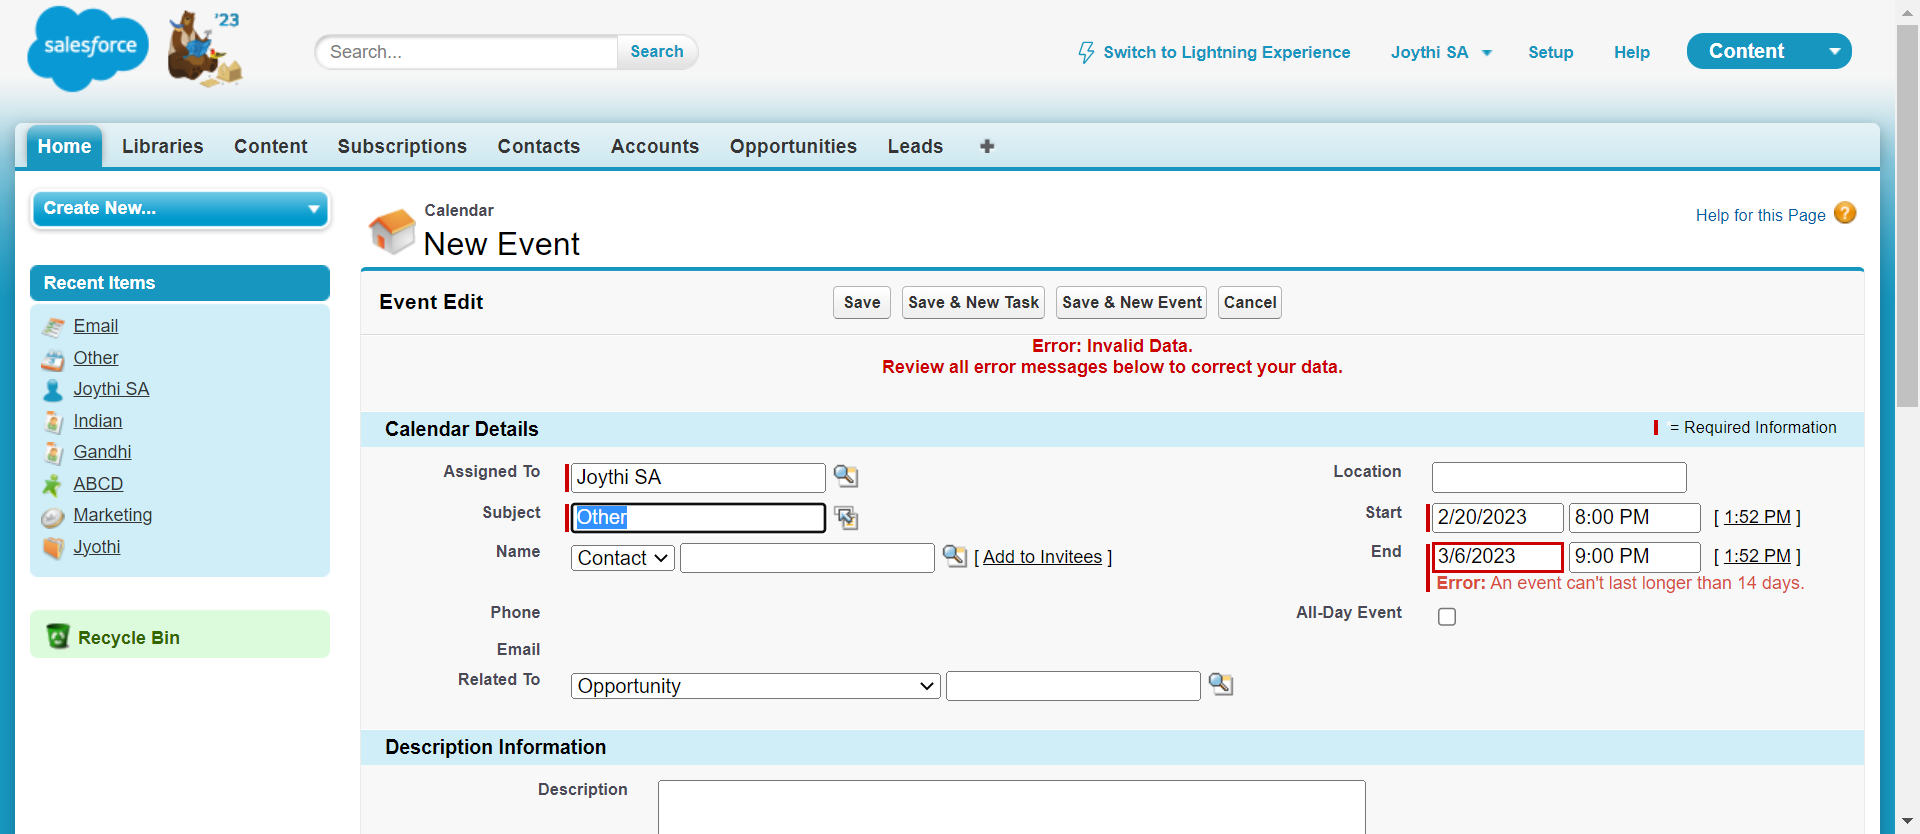 salesforce
'23
Search...
Search
Switch to Lightning Experience
Joythi SA
Setup
Help
Content
Home
Libraries
Content
Subscriptions
Contacts
Accounts
Opportunities
Leads
Create New...
Recent Items
Email
Other
Joythi SA
Indian
Gandhi
ABCD
Marketing
Jyothi
Recycle Bin
Calendar
New Event
Help for this Page ?
Event Edit
Save
Save & New Task
Save & New Event
Cancel
Error: Invalid Data.
Review all error messages below to correct your data.
Calendar Details
= Required Information
Assigned To
Joythi SA
Location
Subject
Other
Start
2/20/2023
8:00 PM
[ 1:52 PM ]
Name
Contact
[ Add to Invitees ]
End
3/6/2023
9:00 PM
[ 1:52 PM ]
Error: An event can't last longer than 14 days.
Phone
All-Day Event
Email
Related To
Opportunity
Description Information
Description